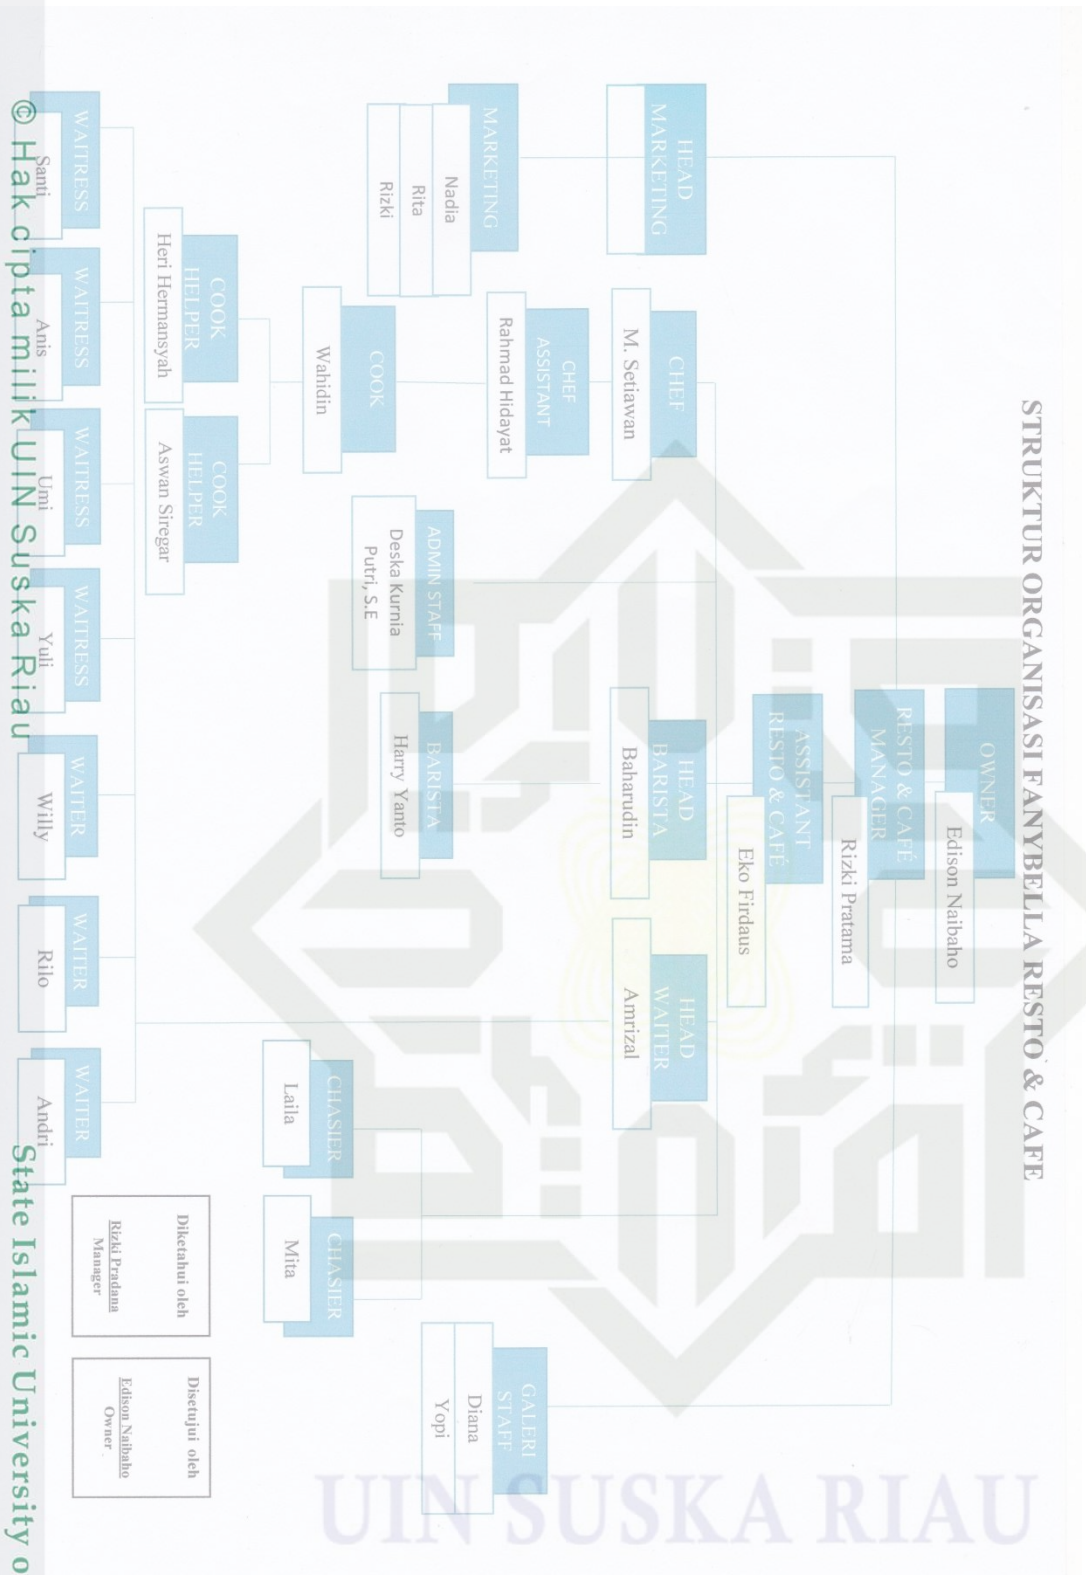 STRUKTUR ORGANISASI FANYBELLA RESTO & CAFE
OWNER
Edison Naibaho
RESTO & CAFÉ
MANAGER
Rizki Pratama
ASSISTANT
RESTO & CAFÉ
Eko Firdaus
HEAD
MARKETING
CHEF
M. Setiawan
HEAD
BARISTA
Baharudin
HEAD
WAITER
Amrizal
MARKETING
Nadia
Rita
Rizki
CHEF
ASSISTANT
Rahmad Hidayat
ADMIN STAFF
Deska Kurnia
Putri, S.E
BARISTA
Harry Yanto
GALERI
STAFF
Diana
Yopi
COOK
Wahidin
CHASIER
Laila
CHASIER
Mita
COOK
HELPER
Heri Hermansyah
COOK
HELPER
Aswan Siregar
WAITRESS
Santi
WAITRESS
Anis
WAITRESS
Umi
WAITRESS
Yuli
WAITER
Willy
WAITER
Rilo
WAITER
Andri
Diketahui oleh
Rizki Pradana
Manager
Disetujui oleh
Edison Naibaho
Owner
© Hak cipta milik UIN Suska Riau
State Islamic University o
UIN SUSKA RIAU